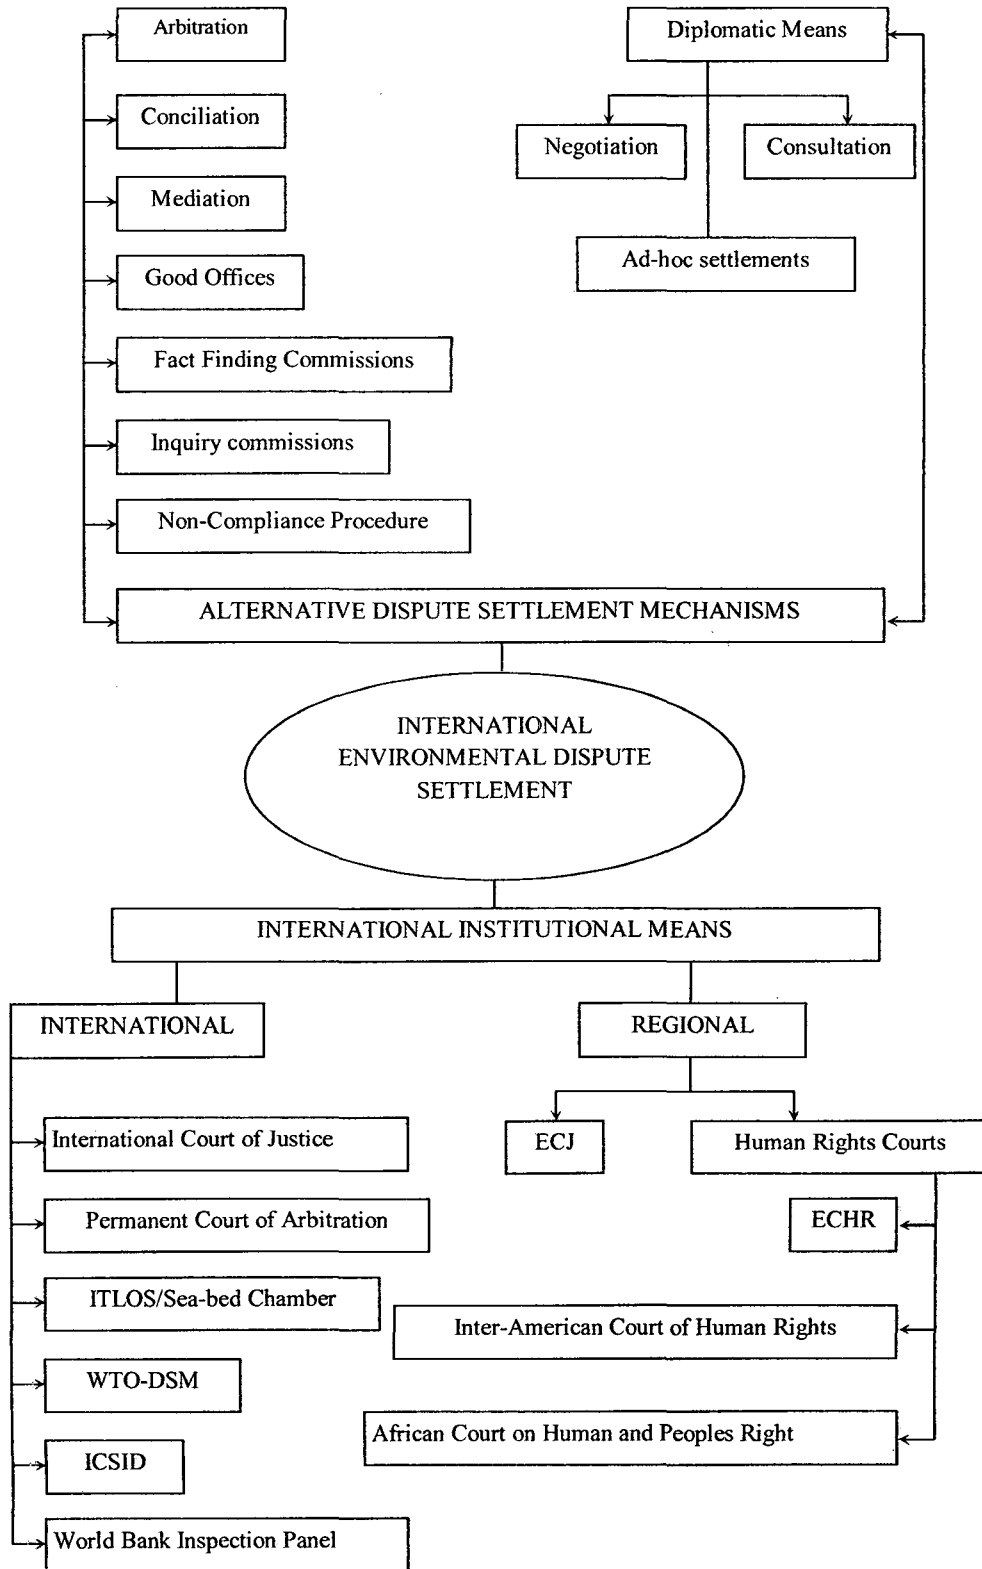 Arbitration
Diplomatic Means
Conciliation
Negotiation
Consultation
Mediation
Ad-hoc settlements
Good Offices
Fact Finding Commissions
Inquiry commissions
Non-Compliance Procedure
ALTERNATIVE DISPUTE SETTLEMENT MECHANISMS
INTERNATIONAL
ENVIRONMENTAL DISPUTE
SETTLEMENT
INTERNATIONAL INSTITUTIONAL MEANS
INTERNATIONAL
REGIONAL
International Court of Justice
ECJ
Human Rights Courts
Permanent Court of Arbitration
ECHR
ITLOS/Sea-bed Chamber
Inter-American Court of Human Rights
WTO-DSM
African Court on Human and Peoples Right
ICSID
World Bank Inspection Panel